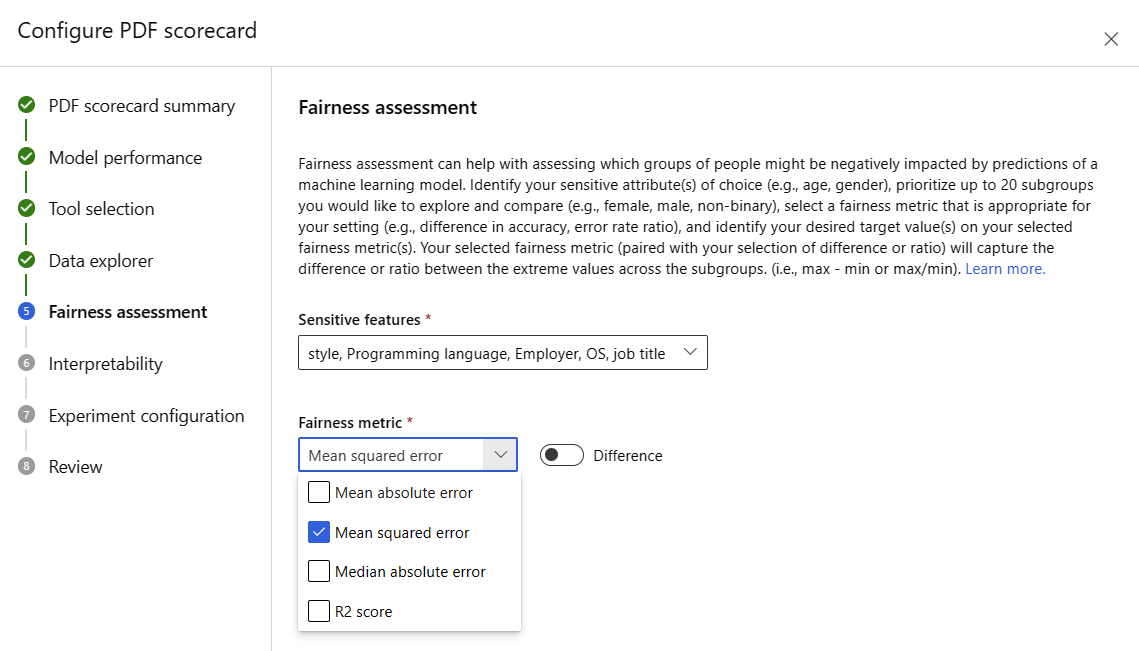 Configure PDF scorecard
PDF scorecard summary
Model performance
Tool selection
Data explorer
5 Fairness assessment
6 Interpretability
7 Experiment configuration
8 Review
Fairness assessment
Fairness assessment can help with assessing which groups of people might be negatively impacted by predictions of a
machine learning model. Identify your sensitive attribute(s) of choice (e.g., age, gender), prioritize up to 20 subgroups
you would like to explore and compare (e.g., female, male, non-binary), select a fairness metric that is appropriate for
your setting (e.g., difference in accuracy, error rate ratio), and identify your desired target value(s) on your selected
fairness metric(s). Your selected fairness metric (paired with your selection of difference or ratio) will capture the
difference or ratio between the extreme values across the subgroups. (i.e., max - min or max/min). Learn more.
Sensitive features *
style, Programming language, Employer, OS, job title
Fairness metric *
Mean squared error
Difference
Mean absolute error
Mean squared error
Median absolute error
R2 score